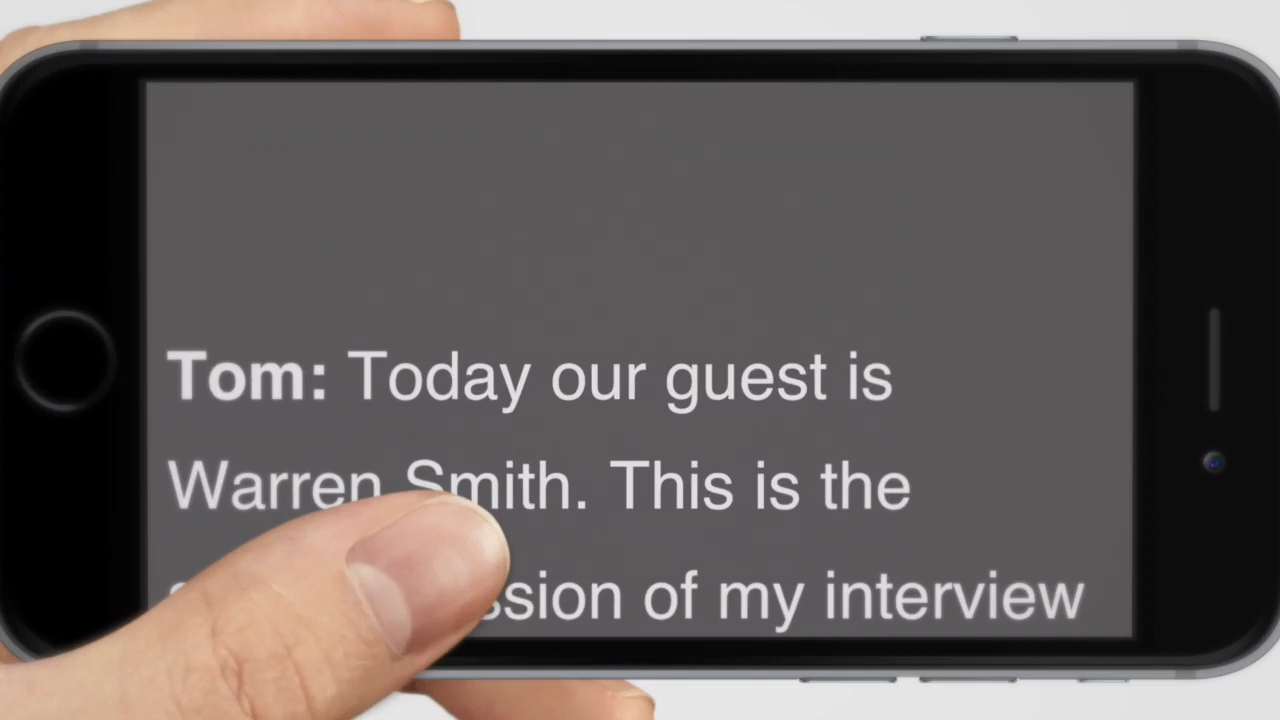 Tom: Today our guest is
Warren Smith. This is the
of my interview